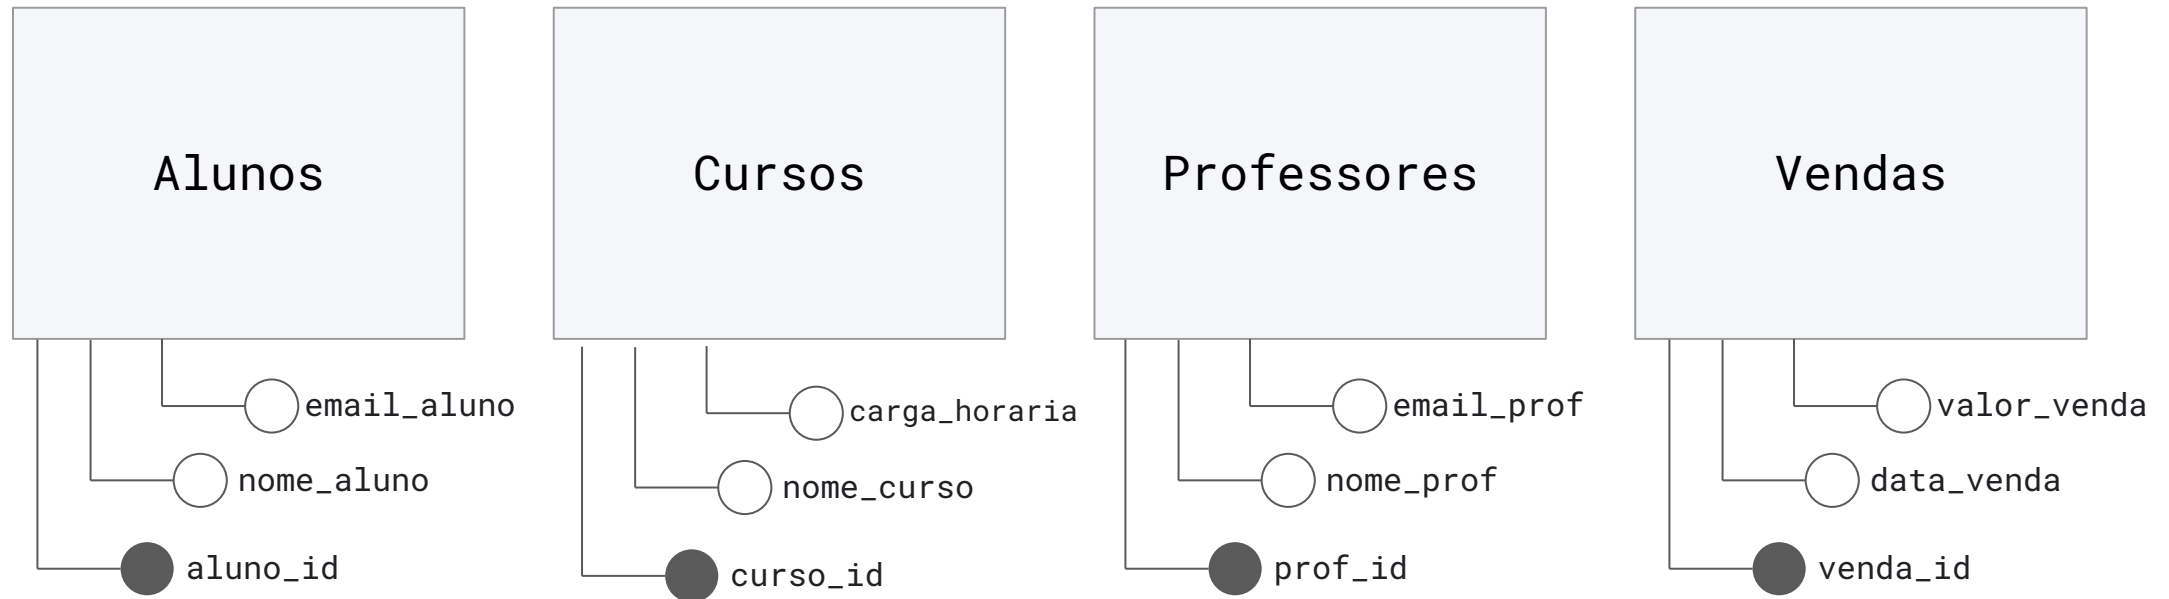 Alunos
email_aluno
nome_aluno
aluno_id
Cursos
carga_horaria
nome_curso
curso_id
Professores
email_prof
nome_prof
prof_id
Vendas
valor_venda
data_venda
venda_id